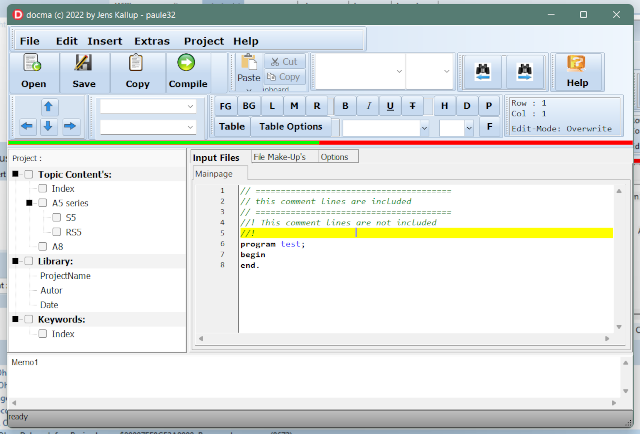 docma (c) 2022 by Jens Kallup - paule32
File Edit Insert Extras Project Help
Open Save Copy Compile Paste Cut Copy Help
FG BG L M R B I U T H D P
Table Table Options F
Row : 1
Col : 1
Edit-Mode: Overwrite
Project :
Topic Content's:
Index
A5 series
S5
RS5
A8
Library:
ProjectName
Autor
Date
Keywords:
Index
Input Files File Make-Up's Options
Mainpage
1 // =======================================
2 // this comment lines are included
3 // =======================================
4 //! This comment lines are not included
5 //!
6 program test;
7 begin
8 end.
Memo1
ready